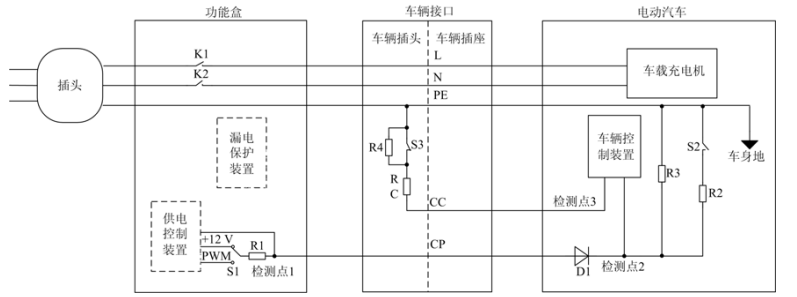 功能盒
车辆接口
电动汽车
车辆插头
车辆插座
K1
L
K2
N
PE
插头
车载充电机
漏电
保护
装置
R4
S3
R
C
车辆控
制装置
S2
车身地
R3
R2
CC
检测点3
供电
控制
装置
+12 V
PWM
S1
R1
检测点1
CP
D1
检测点2